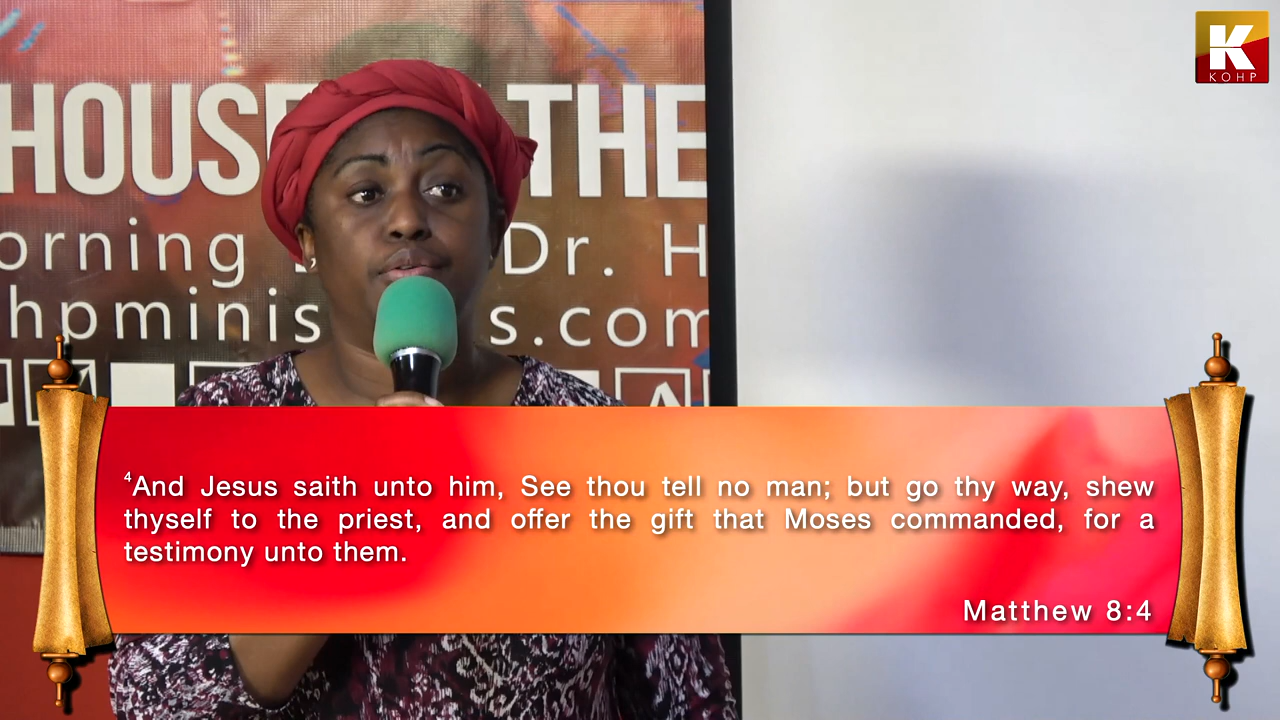 HOUSE THE
K
KOHP
orning Dr. H
hpminis s.com
⁴And Jesus saith unto him, See thou tell no man; but go thy way, shew
thyself to the priest, and offer the gift that Moses commanded, for a
testimony unto them.
Matthew 8:4